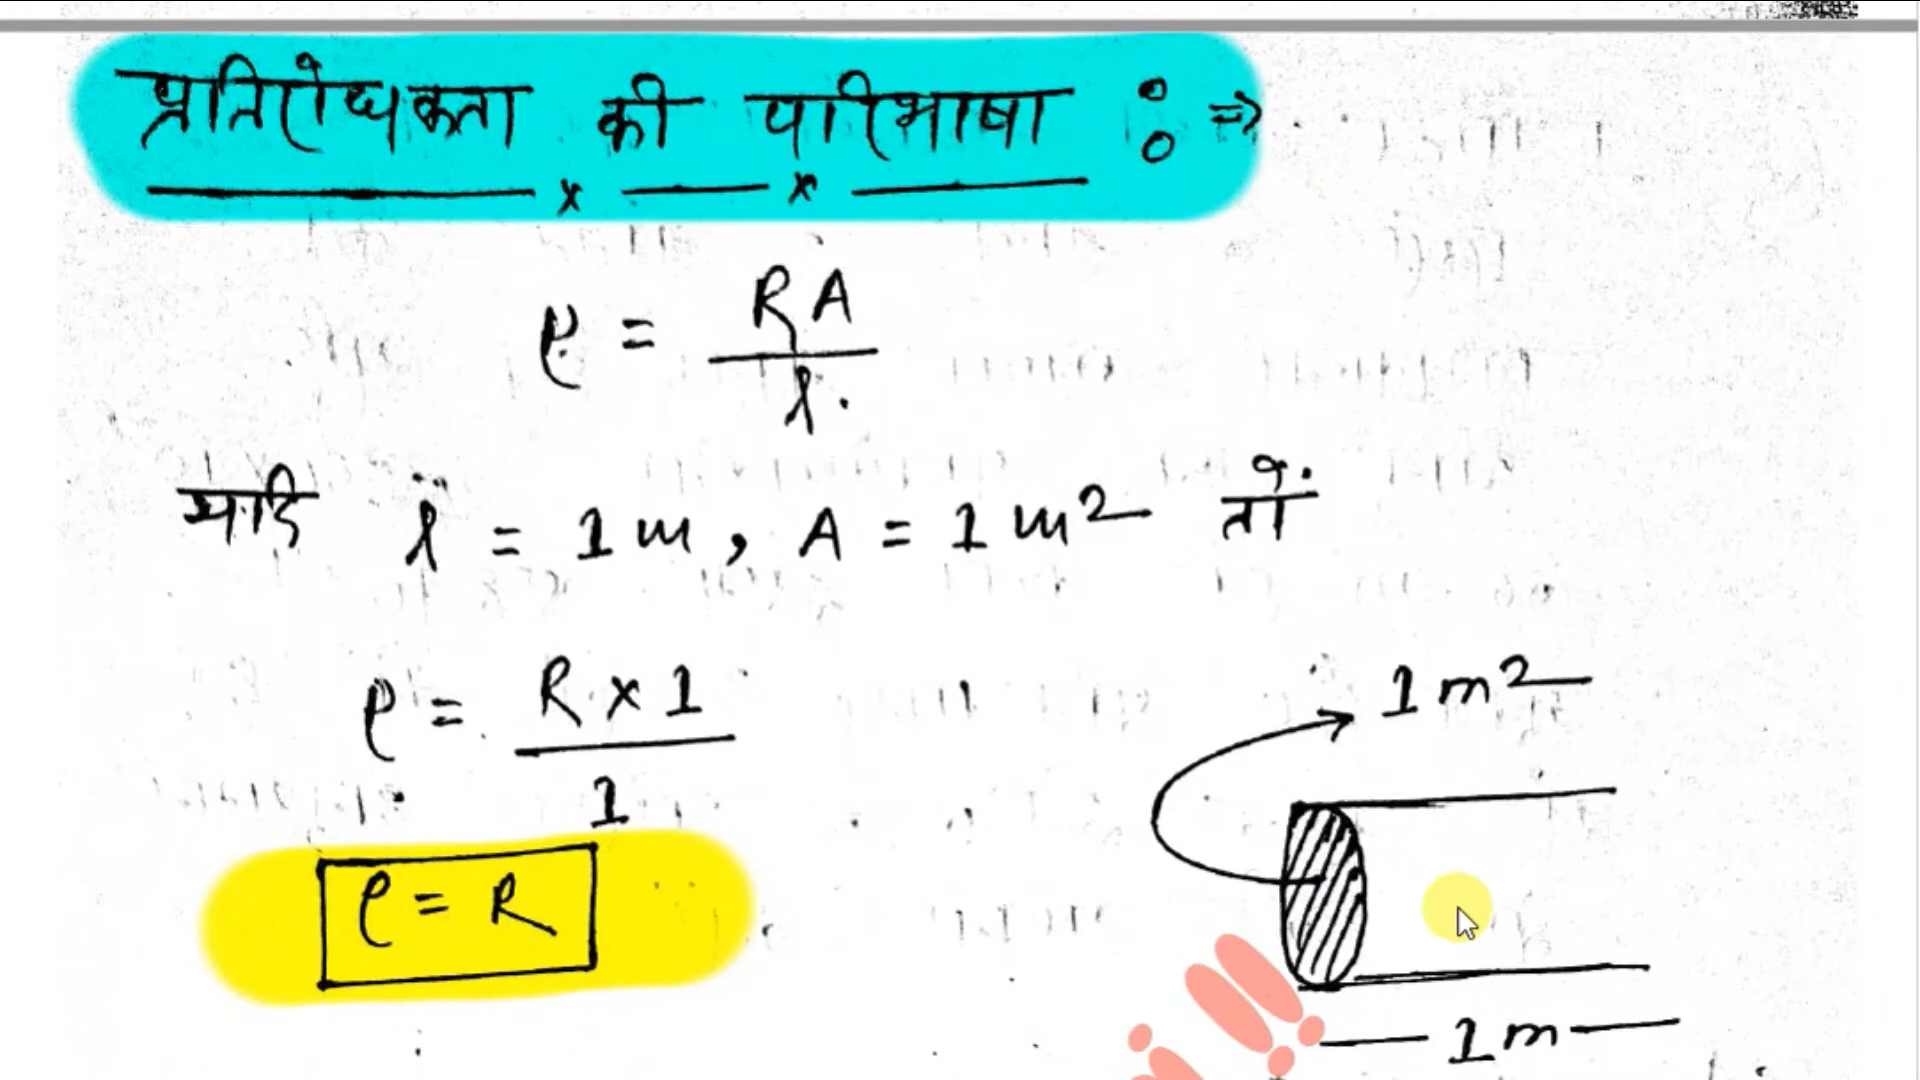 प्रतिरोधकता की परिभाषा :⇒
ρ = RA / l
यदि l = 1m, A = 1m² तो
ρ = R × 1 / 1
1m²
ρ = R
1m